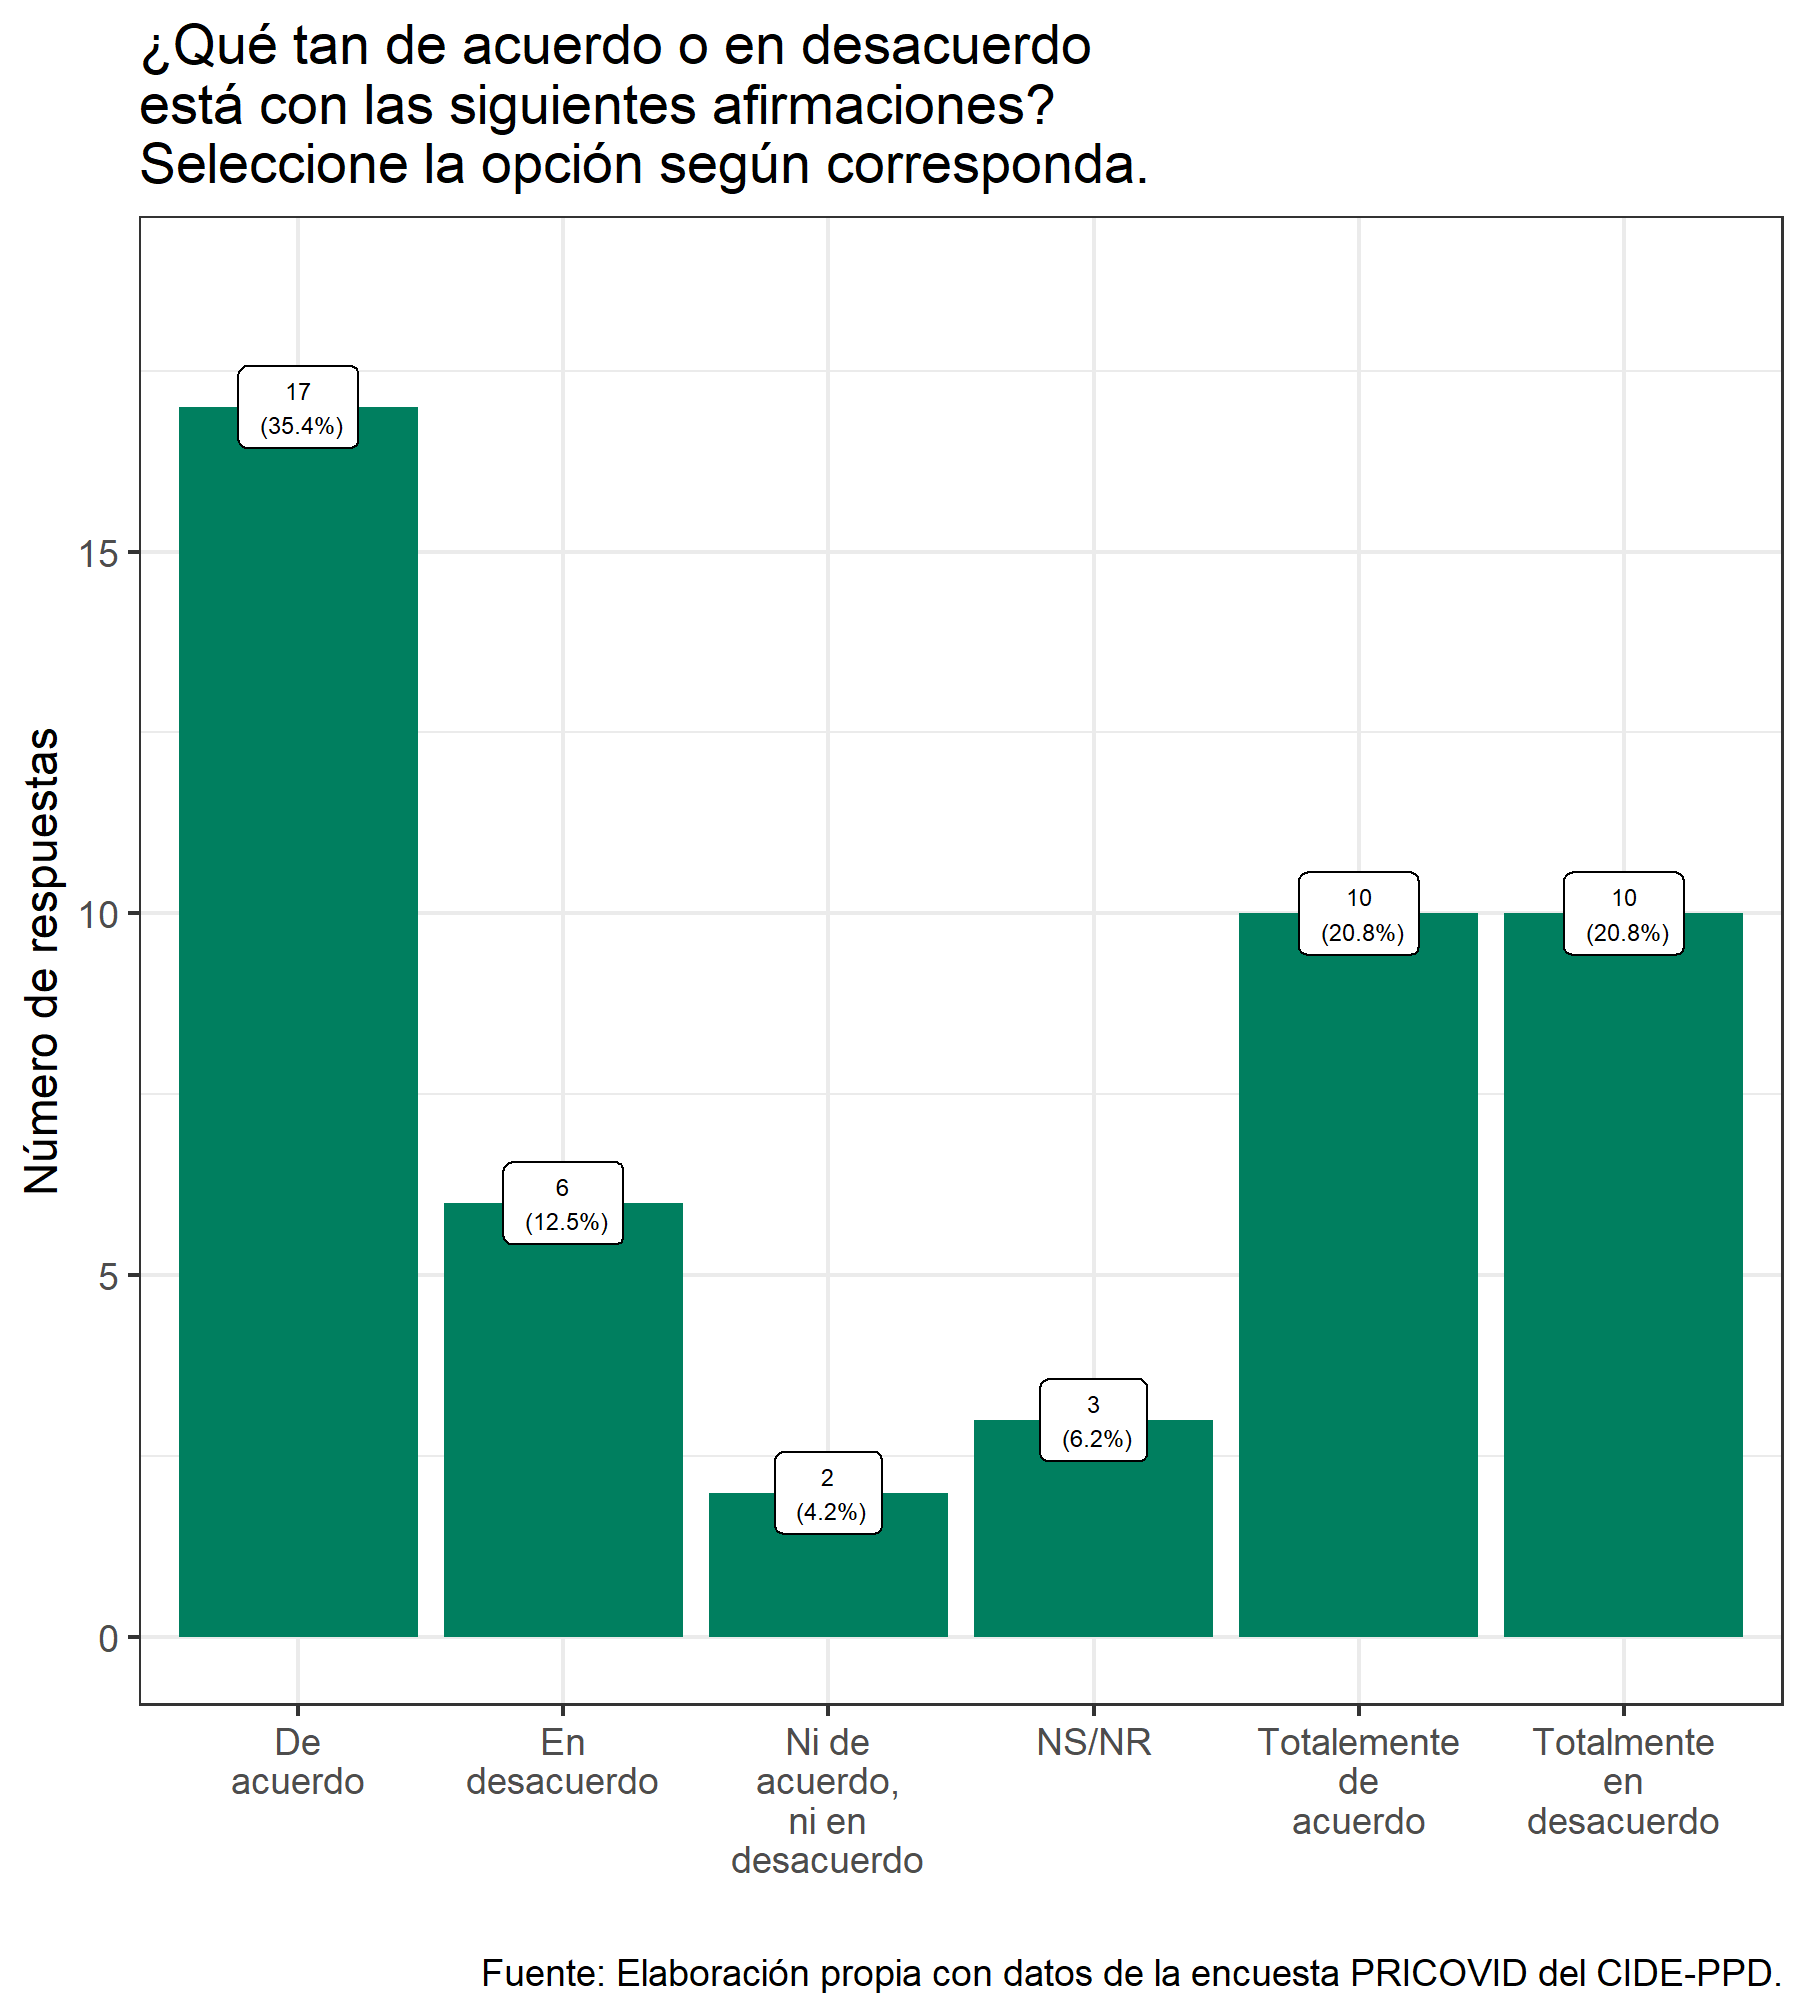 ¿Qué tan de acuerdo o en desacuerdo
está con las siguientes afirmaciones?
Seleccione la opción según corresponda.
Número de respuestas
15
10
5
0
17
(35.4%)
6
(12.5%)
2
(4.2%)
3
(6.2%)
10
(20.8%)
10
(20.8%)
De
acuerdo
En
desacuerdo
Ni de
acuerdo,
ni en
desacuerdo
NS/NR
Totalemente
de
acuerdo
Totalmente
en
desacuerdo
Fuente: Elaboración propia con datos de la encuesta PRICOVID del CIDE-PPD.